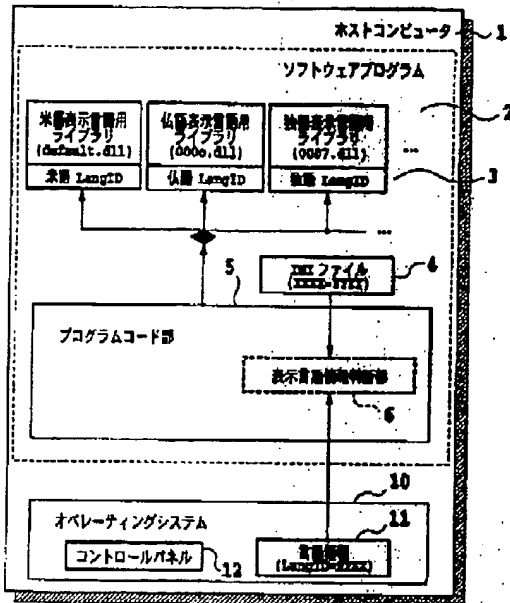 ホストコンピュータ 1
ソフトウェアプログラム
2
米語表示言語用
ライブラリ
(default.dll)
米語 LangID
仏語表示言語用
ライブラリ
(000c.dll)
仏語 LangID
独語表示言語用
ライブラリ
(0007.dll)
独語 LangID
...
3
...
5
INI ファイル
4
プログラムコード部
表示言語情報判断部
6
10
オペレーティングシステム
11
言語情報
コントロールパネル
12